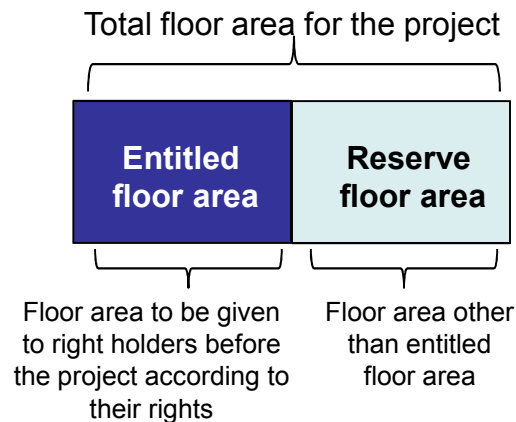 Total floor area for the project
Entitled
floor area
Reserve
floor area
Floor area to be given
to right holders before
the project according to
their rights
Floor area other
than entitled
floor area